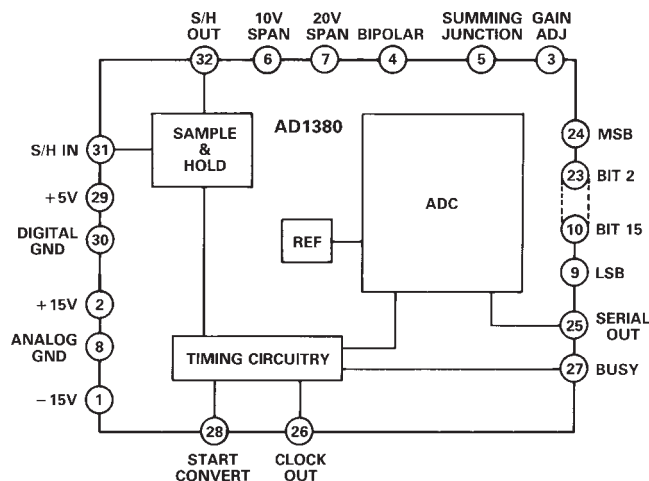 S/H OUT
10V SPAN
20V SPAN
BIPOLAR
SUMMING JUNCTION
GAIN ADJ
32
6
7
4
5
3
AD1380
SAMPLE & HOLD
ADC
REF
TIMING CIRCUITRY
S/H IN
31
+5V
29
DIGITAL GND
30
+15V
2
ANALOG GND
8
−15V
1
24
MSB
23
BIT 2
10
BIT 15
9
LSB
25
SERIAL OUT
27
BUSY
28
26
START CONVERT
CLOCK OUT